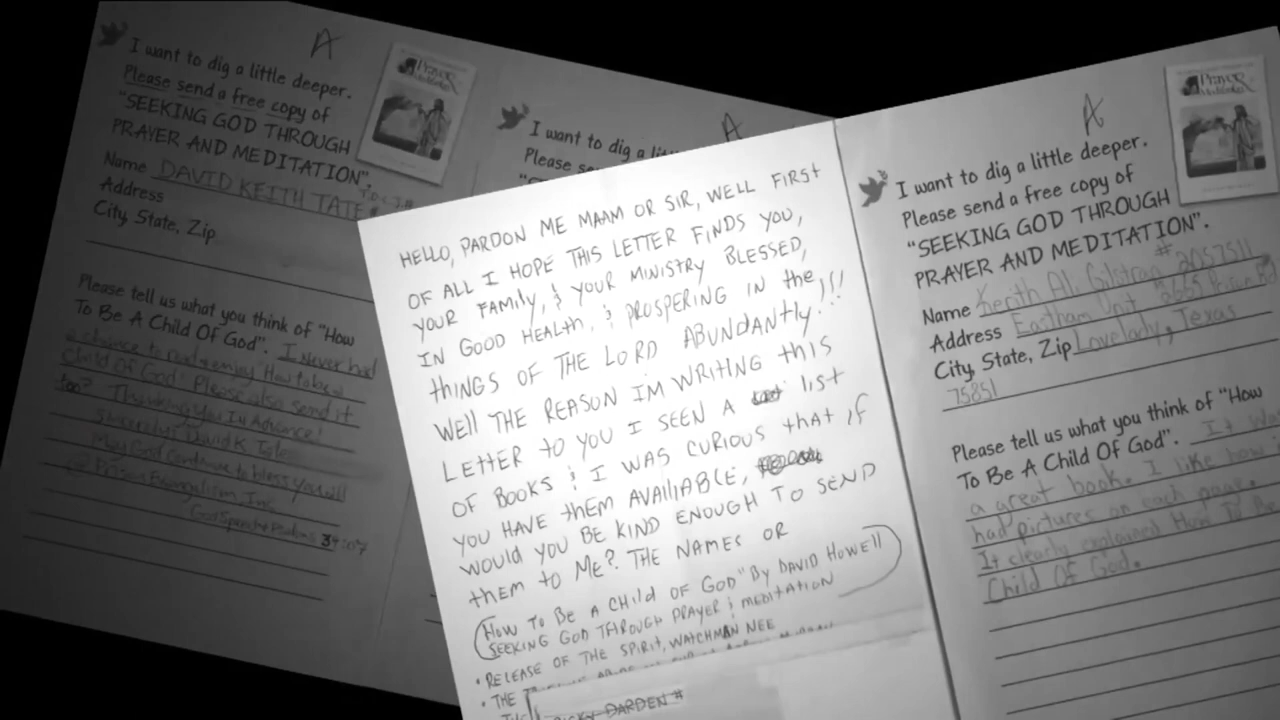 A
I want to dig a little deeper.
Please send a free copy of
"SEEKING GOD THROUGH
PRAYER AND MEDITATION".
Name DAVID KEITH TATE
Address
City, State, Zip
Please tell us what you think of "How
To Be A Child Of God". I Never had
a chance to read
Child Of God" Please also send it
too? Thanking You In Advance!
David K.
May God continue to bless you all
@ Prison Evangelism, Inc.
A
I want to dig a
Please se
HELLO, PARDON ME MAAM OR SIR, WELL FIRST
OF ALL I HOPE THIS LETTER FINDS YOU,
YOUR FAMILY, & YOUR MINISTRY BLESSED,
IN GOOD HEALTH, & PROSPERING IN the
thINGS OF THE LORD ABUNDANTLY!!!
WELL THE REASON IM WRITING thIS
LETTER TO YOU I SEEN A list
OF BOOKS & I WAS CURIOUS that if
YOU HAVE thEM AVAIlABLE,
WOULD YOU BE KIND ENOUGH TO SEND
thEM to ME? THE NAMES OR
HOW TO BE A CHILD OF GOD" BY DAVID HOWELL
SEEKING GOD THROUGH PRAYER & MEDITATION
• RELEASE OF THE SPIRIT, WATCHMAN NEE
• THE
DARDEN #
A
Prayer
I want to dig a little deeper.
Please send a free copy of
"SEEKING GOD THROUGH
PRAYER AND MEDITATION".
Name Kerith Al. Gilstrap # 2057511
Address Eastham Unit 2665 Prison Rd
City, State, Zip Lovelady, Texas
75851
Please tell us what you think of "How
To Be A Child Of God". It
a great book. I like how
had pictures on each page.
It clearly explained How To Be
Child Of God.